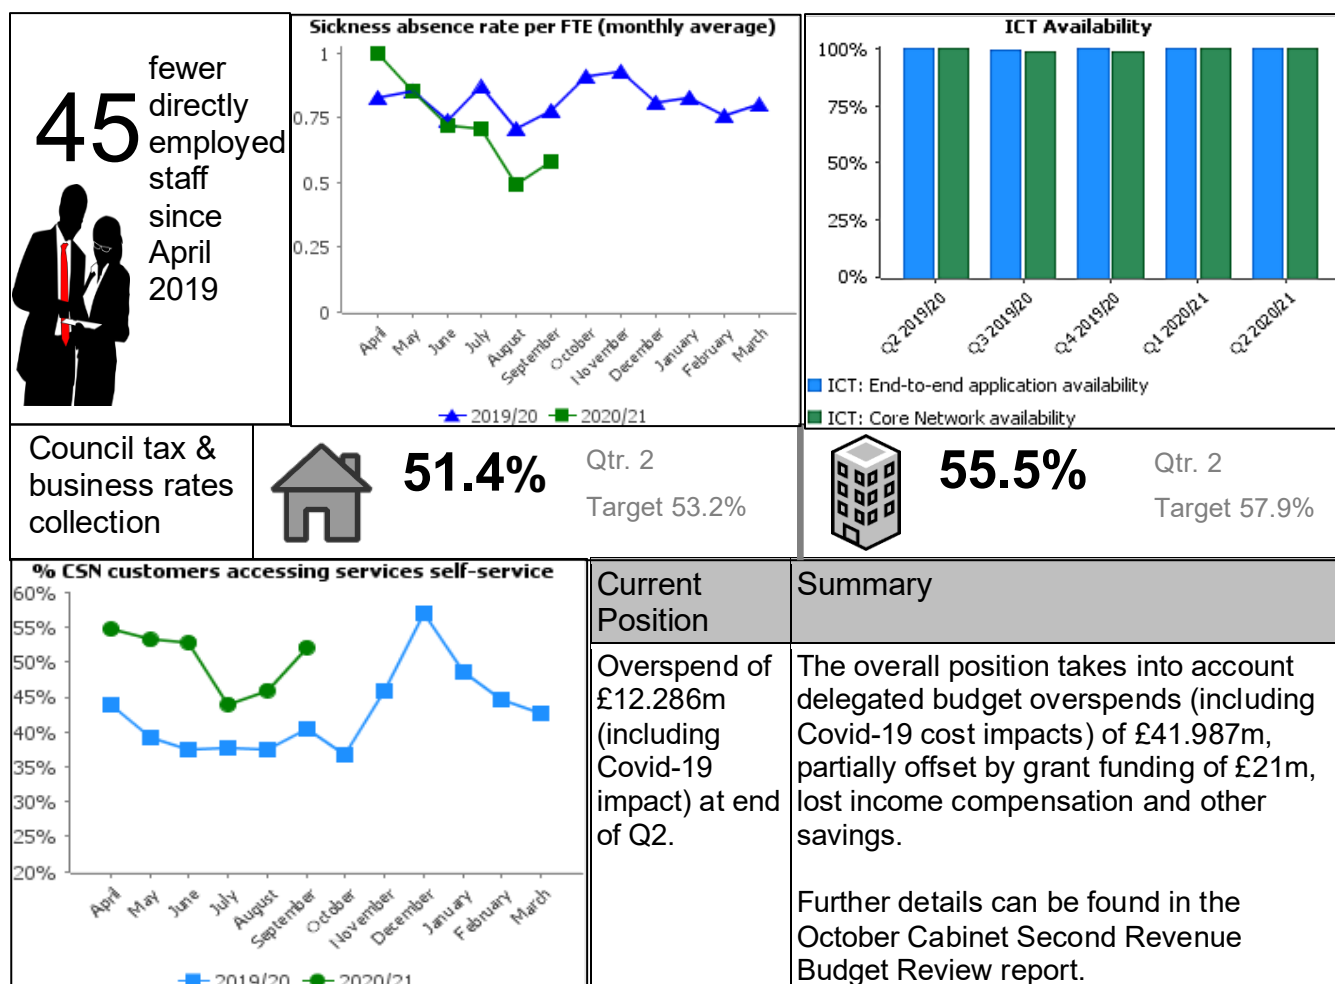 45
fewer
directly
employed
staff
since
April
2019
Sickness absence rate per FTE (monthly average)
1
0.75
0.5
0.25
0
April
May
June
July
August
September
October
November
December
January
February
March
2019/20
2020/21
ICT Availability
100%
75%
50%
25%
0%
Q2 2019/20
Q3 2019/20
Q4 2019/20
Q1 2020/21
Q2 2020/21
ICT: End-to-end application availability
ICT: Core Network availability
Council tax &
business rates
collection
51.4%
Qtr. 2
Target 53.2%
55.5%
Qtr. 2
Target 57.9%
% CSN customers accessing services self-service
60%
55%
50%
45%
40%
35%
30%
25%
20%
April
May
June
July
August
September
October
November
December
January
February
March
2019/20
2020/21
Current
Position
Overspend of
£12.286m
(including
Covid-19
impact) at end
of Q2.
Summary
The overall position takes into account
delegated budget overspends (including
Covid-19 cost impacts) of £41.987m,
partially offset by grant funding of £21m,
lost income compensation and other
savings.
Further details can be found in the
October Cabinet Second Revenue
Budget Review report.